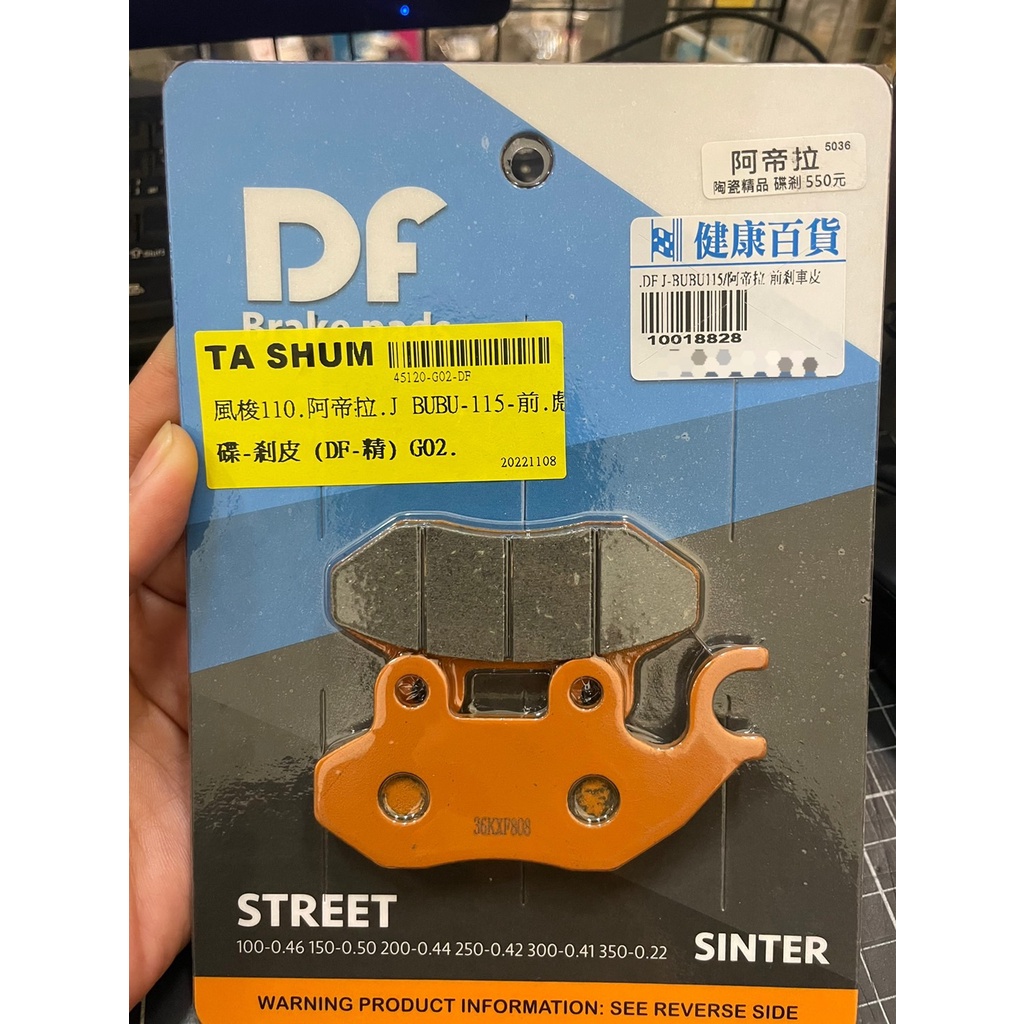 阿帝拉 5036
陶瓷精品 碟剎 550元
健康百貨
.DF J-BUBU115/阿帝拉 前剎車皮
10018828
DF
Brake pads
TA SHUM
45120-G02-DF
風梭110.阿帝拉.J BUBU-115-前.虎
碟-剎皮 (DF-精) G02.
20221108
36KXF808
STREET
100-0.46 150-0.50 200-0.44 250-0.42 300-0.41 350-0.22
SINTER
WARNING PRODUCT INFORMATION: SEE REVERSE SIDE